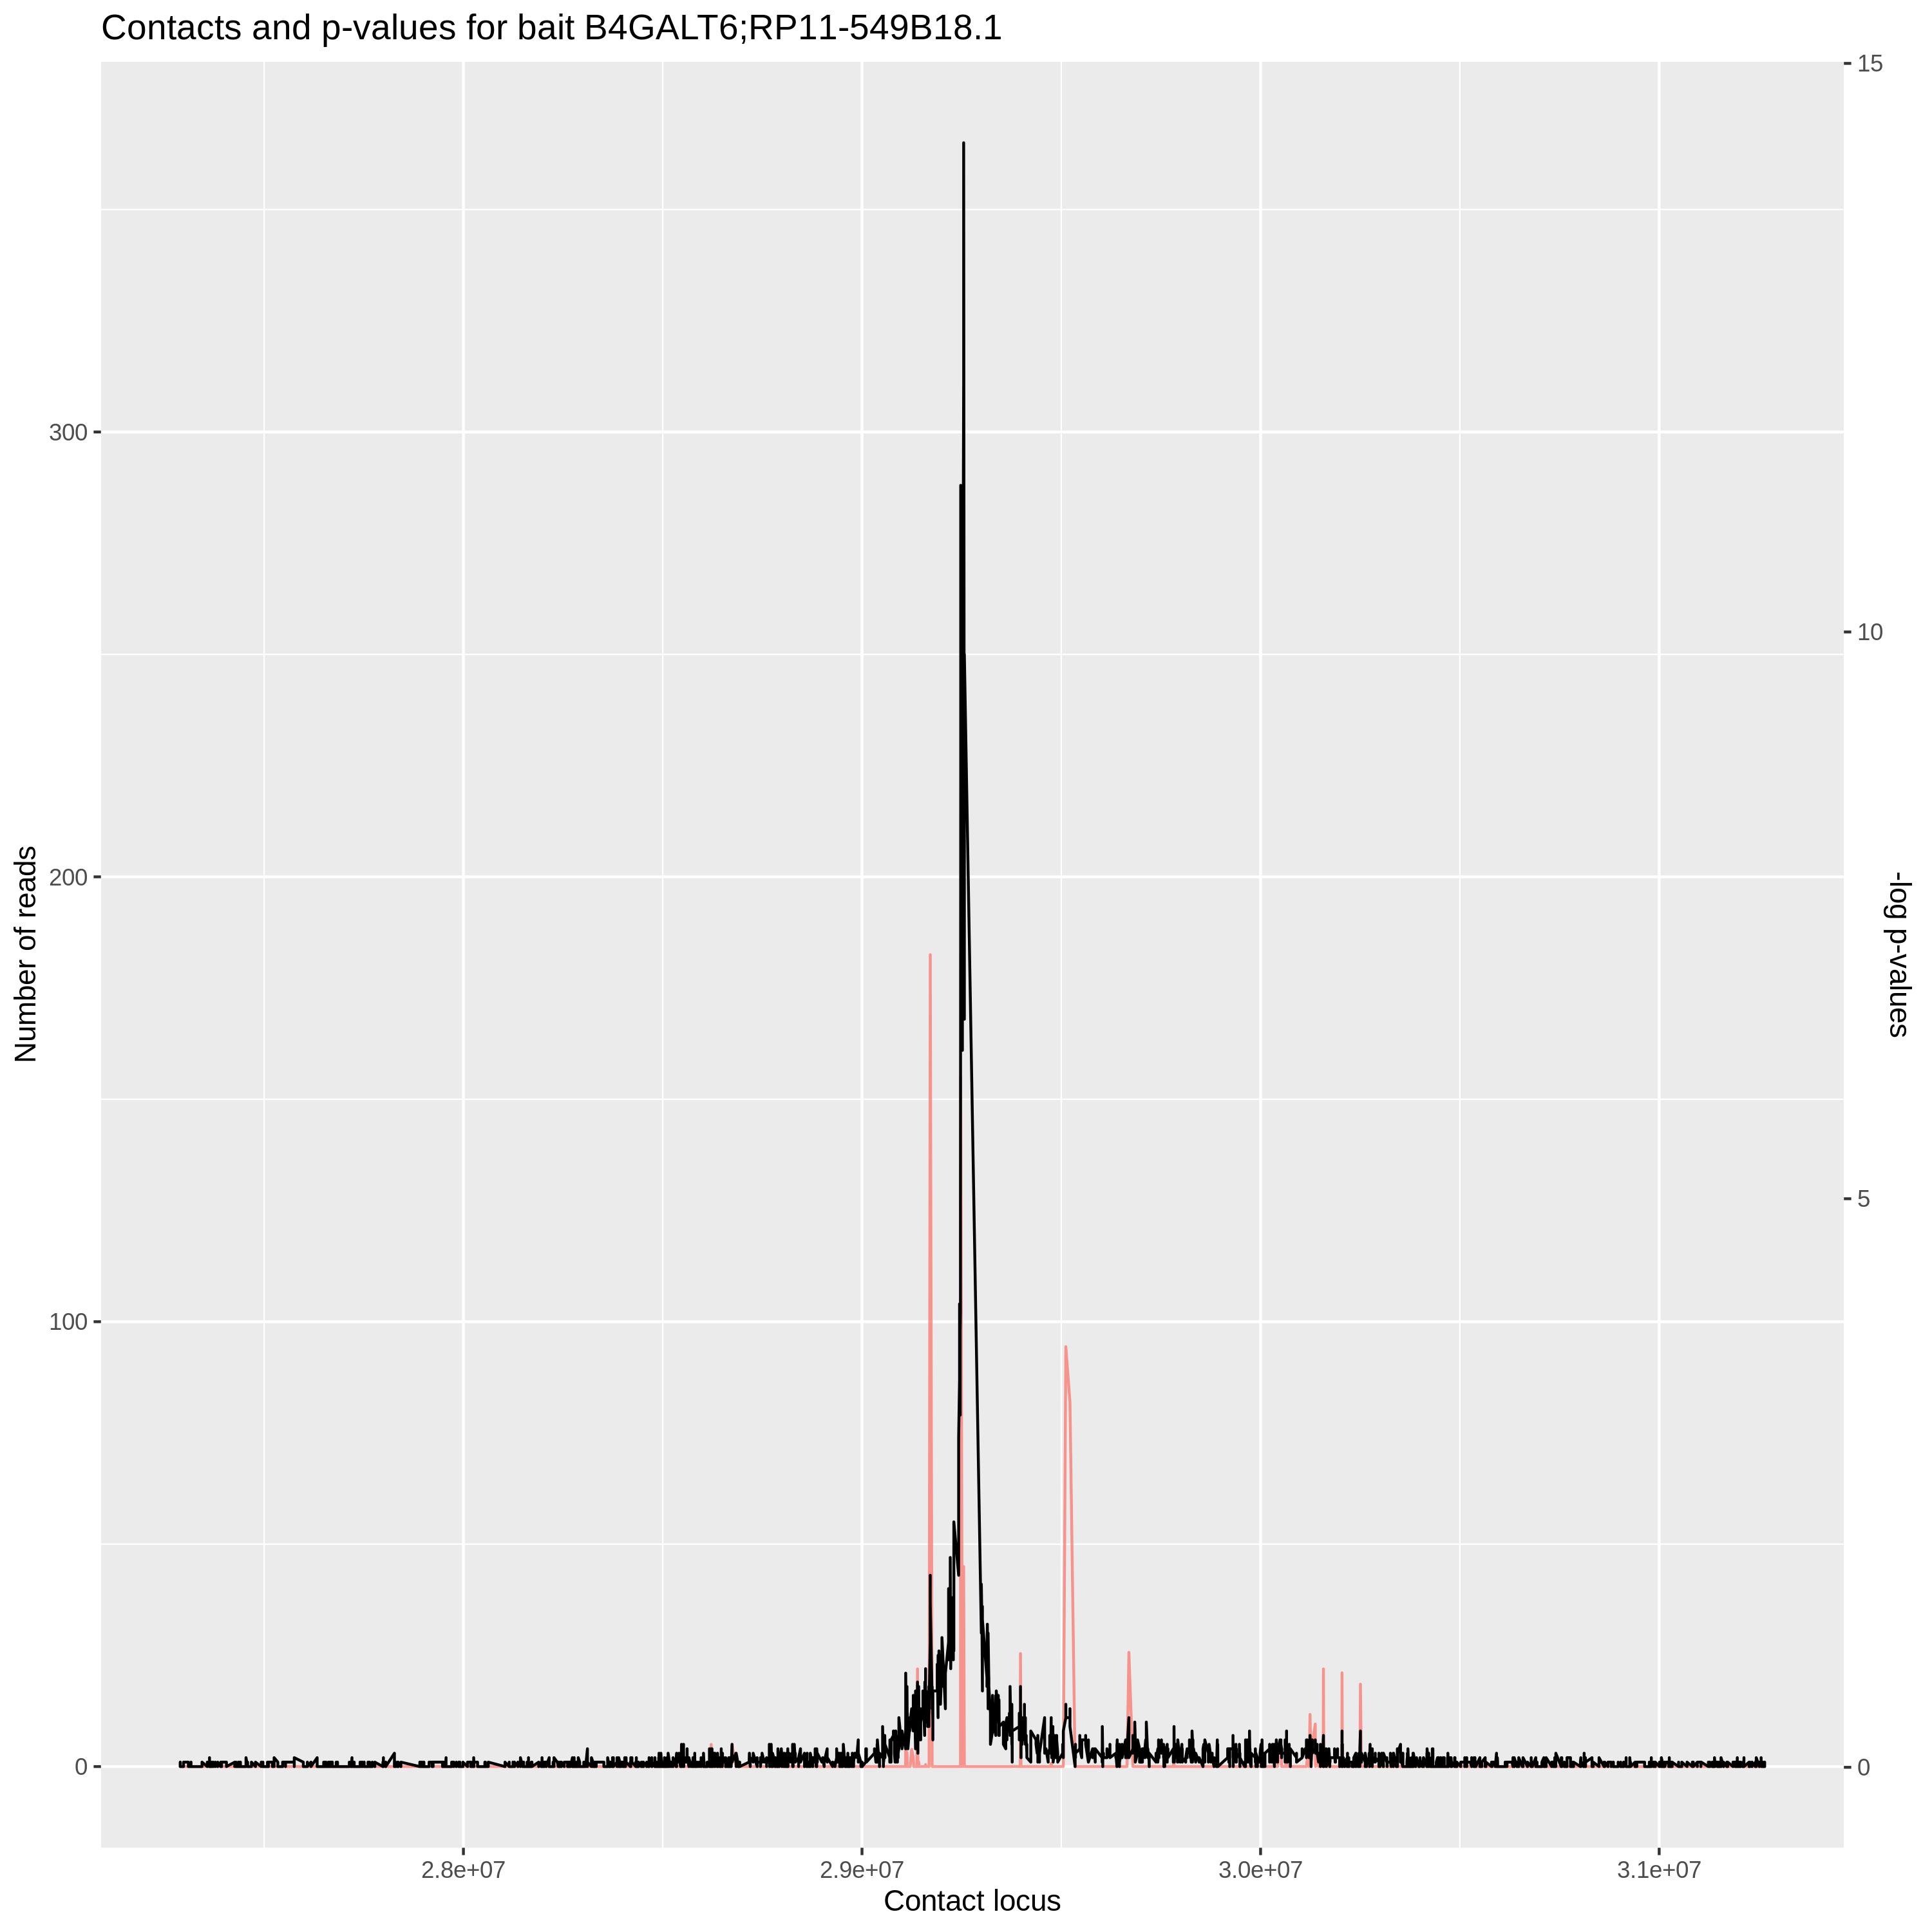 Contacts and p-values for bait B4GALT6;RP11-549B18.1
15
300
10
200
Number of reads
-log p-values
5
100
0
0
2.8e+07
2.9e+07
3.0e+07
3.1e+07
Contact locus